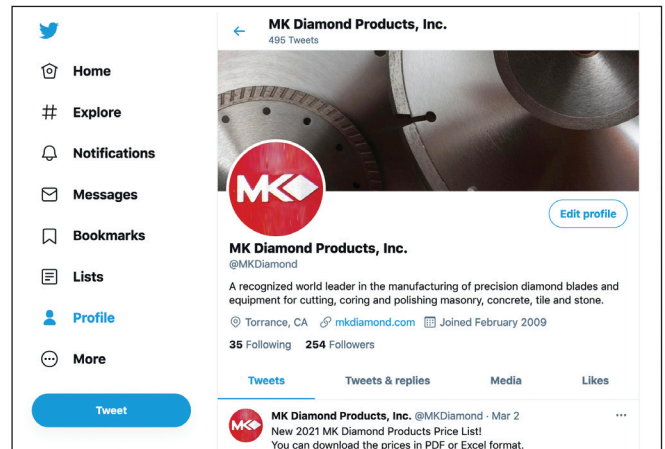 MK Diamond Products, Inc.
495 Tweets
Home
Explore
Notifications
Messages
Bookmarks
Lists
Profile
More
Tweet
MK
Edit profile
MK Diamond Products, Inc.
@MKDiamond
A recognized world leader in the manufacturing of precision diamond blades and
equipment for cutting, coring and polishing masonry, concrete, tile and stone.
Torrance, CA mkdiamond.com Joined February 2009
35 Following 254 Followers
Tweets Tweets & replies Media Likes
MK
MK Diamond Products, Inc. @MKDiamond · Mar 2
New 2021 MK Diamond Products Price List!
You can download the prices in PDF or Excel format.